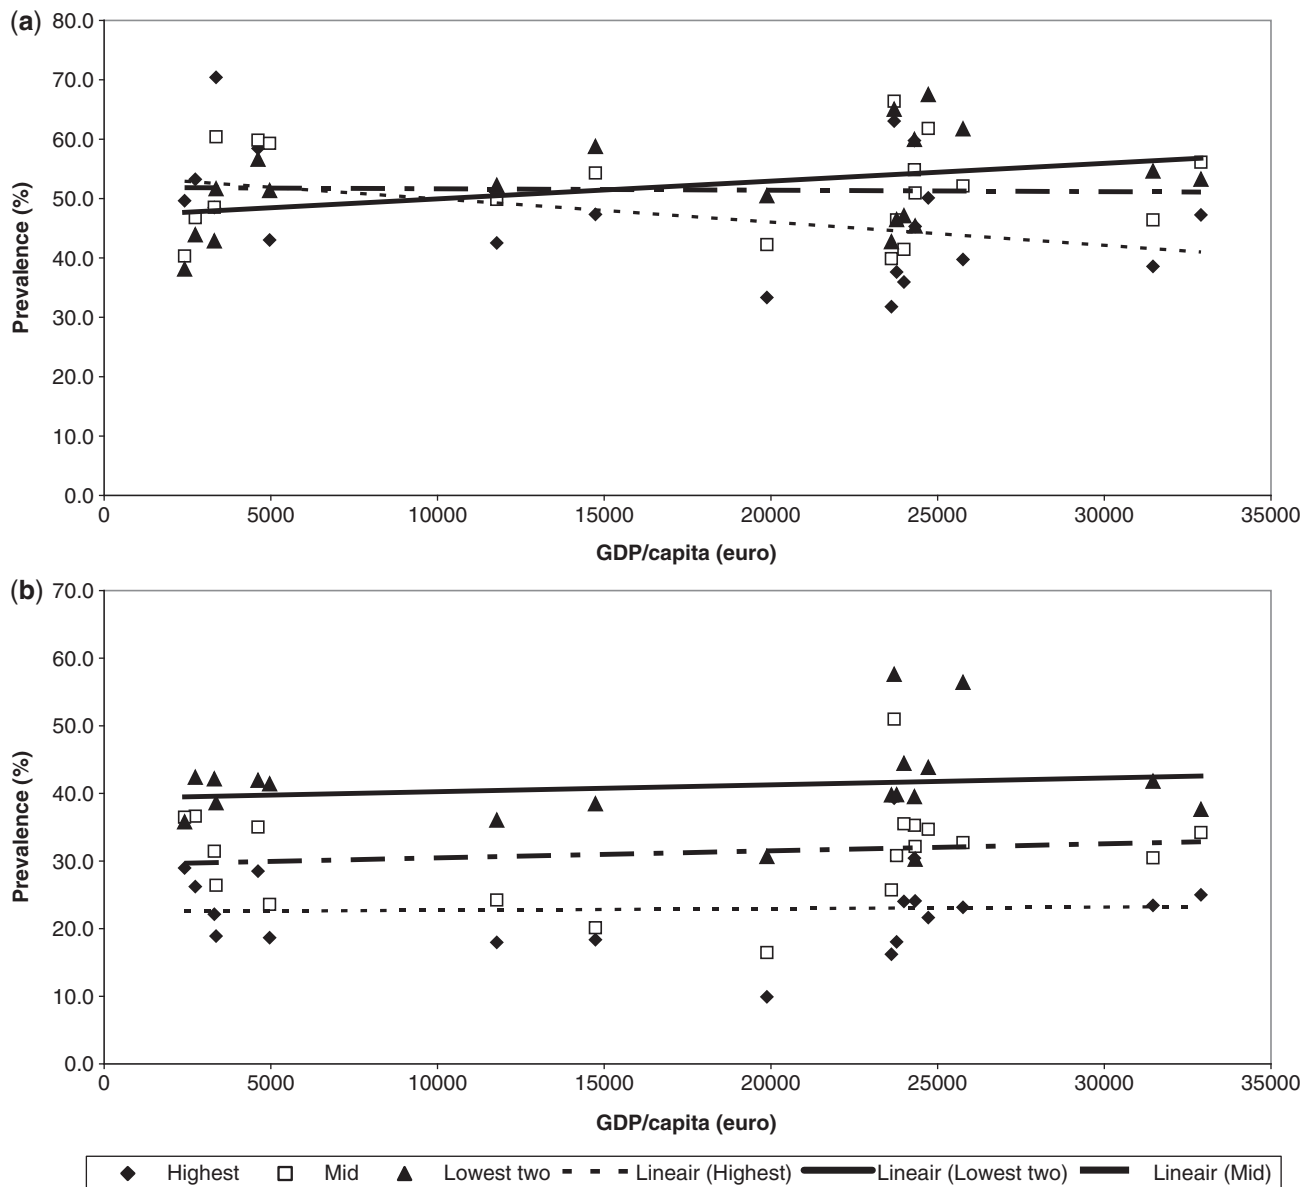 (a)
80.0
70.0
60.0
50.0
40.0
30.0
20.0
10.0
0.0
Prevalence (%)
0 5000 10000 15000 20000 25000 30000 35000
GDP/capita (euro)
(b)
70.0
60.0
50.0
40.0
30.0
20.0
10.0
0.0
Prevalence (%)
0 5000 10000 15000 20000 25000 30000 35000
GDP/capita (euro)
Highest Mid Lowest two Lineair (Highest) Lineair (Lowest two) Lineair (Mid)